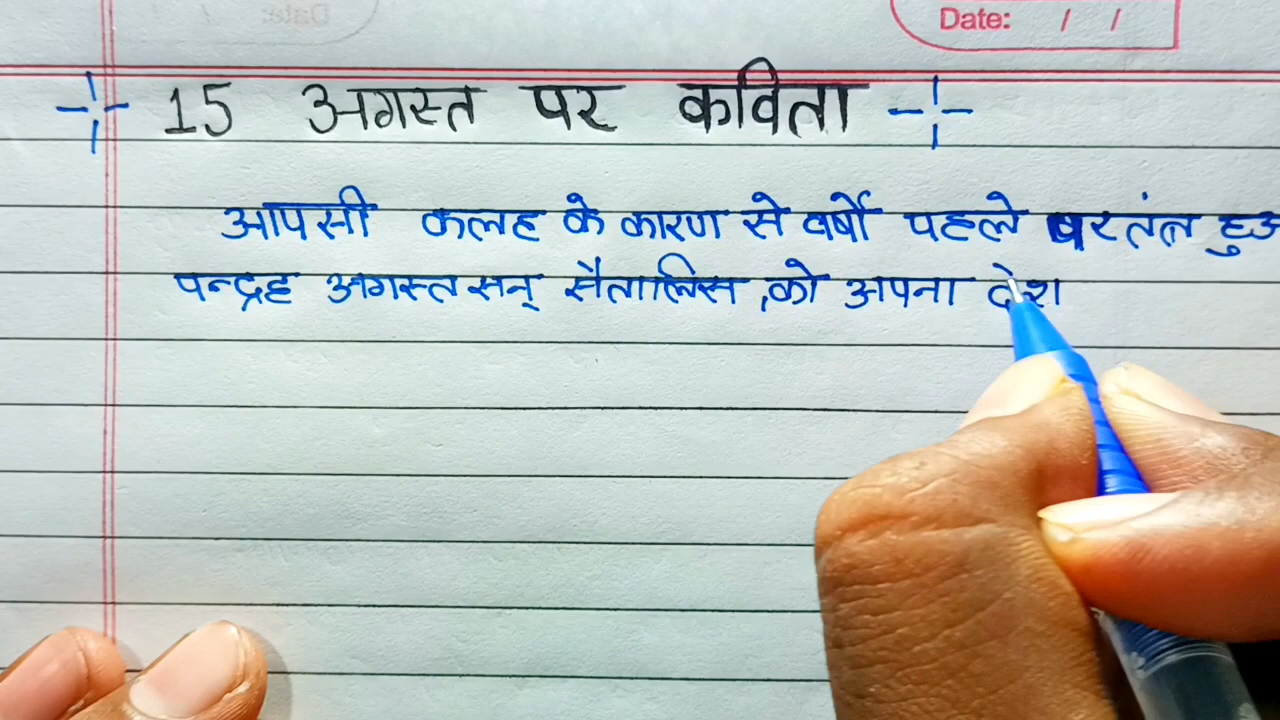 Date: / /
15 अगस्त पर कविता
आपसी कलह के कारण से वर्षो पहले परतंत्र
पन्द्रह अगस्त सन् सैतालिस ,को अपना देश